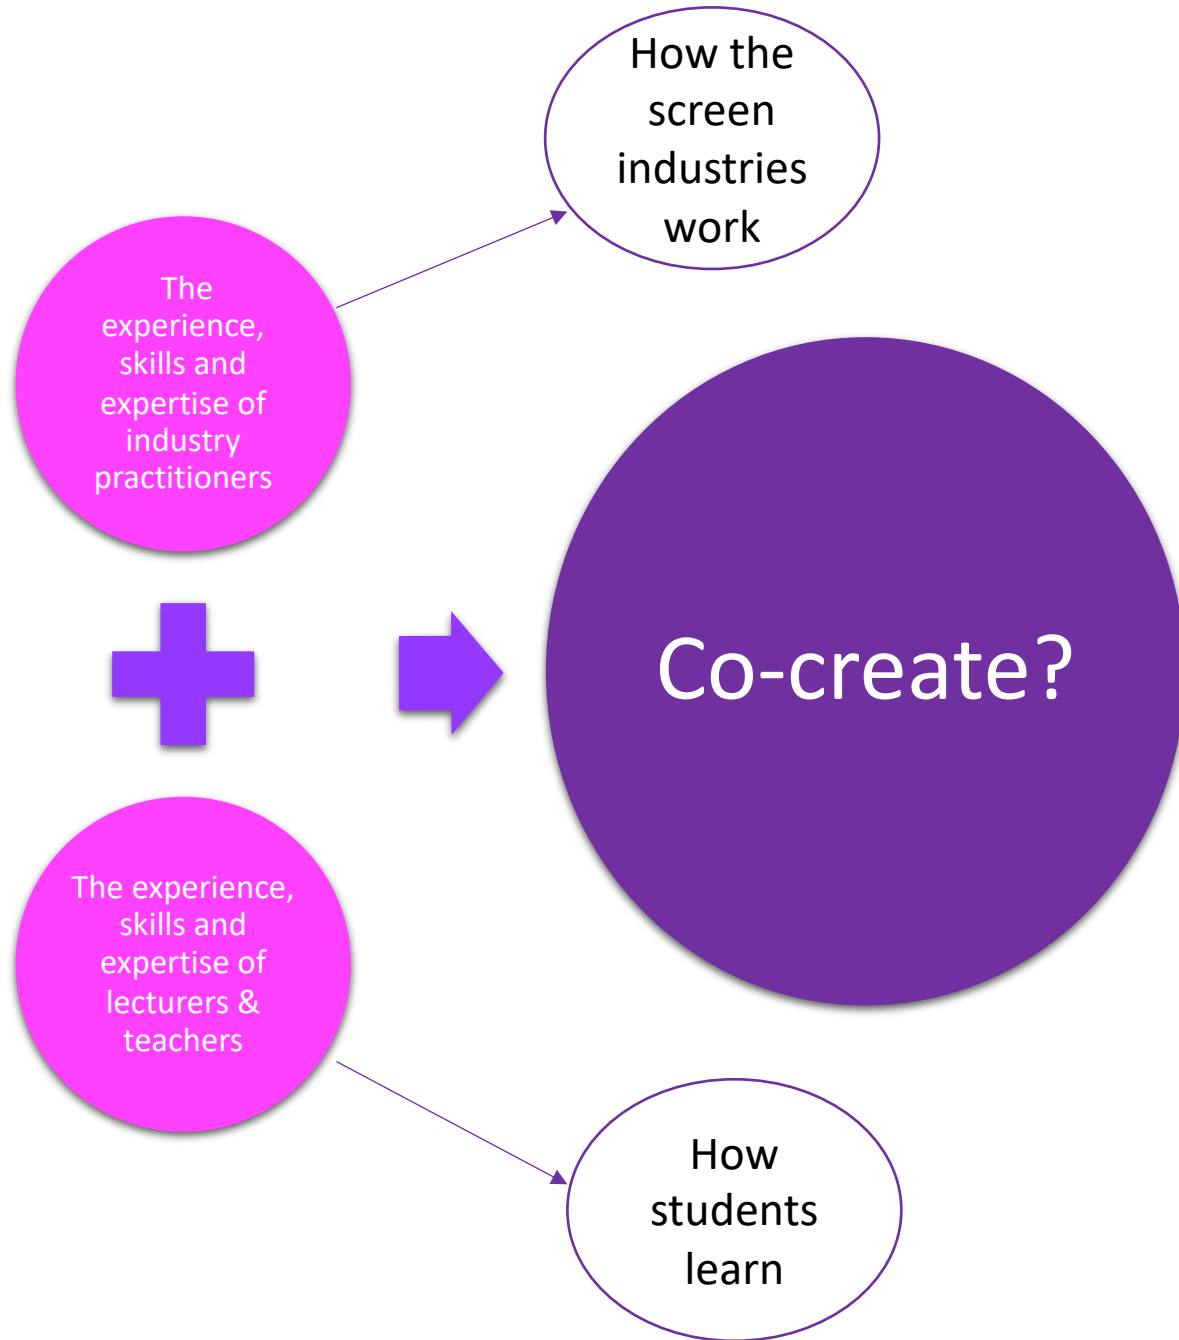 How the
screen
industries
work
The
experience,
skills and
expertise of
industry
practitioners
Co-create?
The experience,
skills and
expertise of
lecturers &
teachers
How
students
learn